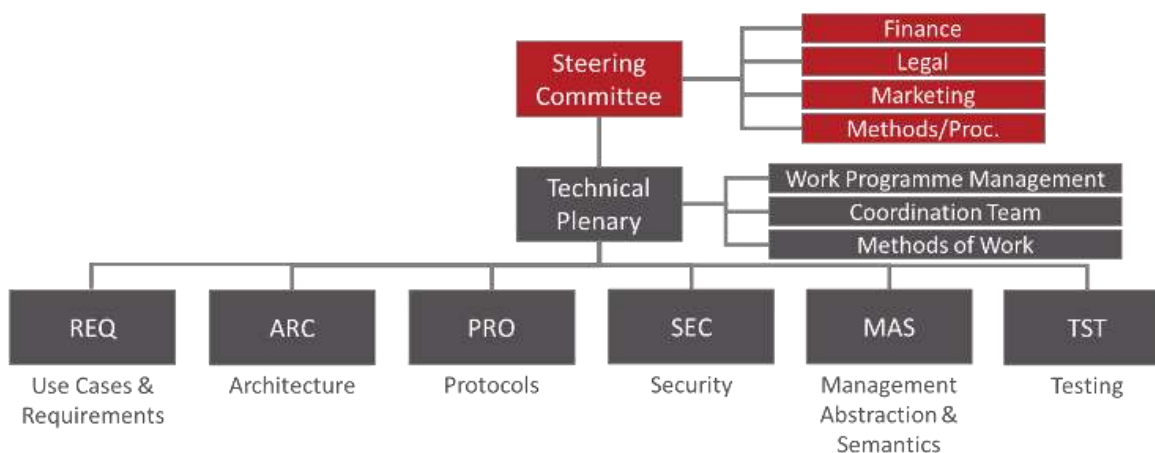 Finance
Steering
Committee
Legal
Marketing
Methods/Proc.
Technical
Plenary
Work Programme Management
Coordination Team
Methods of Work
REQ
ARC
PRO
SEC
MAS
TST
Use Cases &
Requirements
Architecture
Protocols
Security
Management
Abstraction &
Semantics
Testing